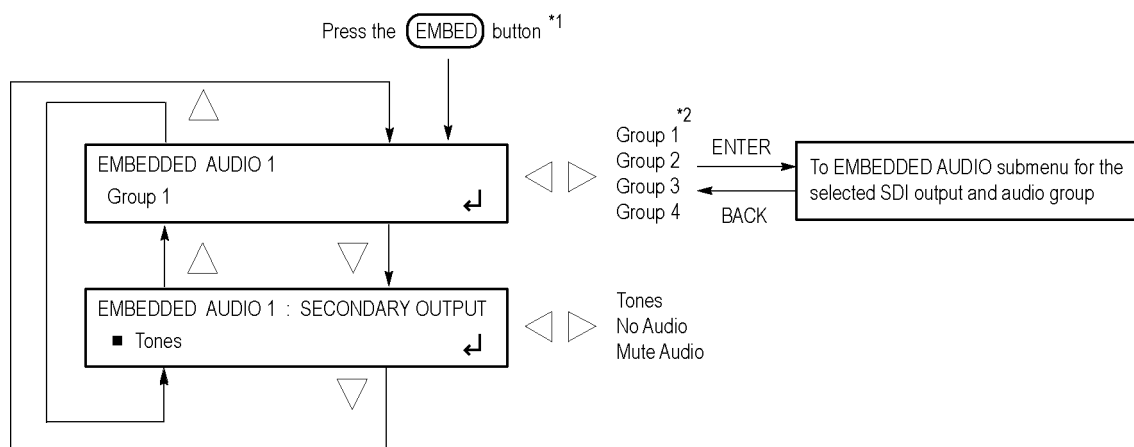 Press the EMBED button *1
EMBEDDED AUDIO 1
Group 1
*2
Group 1
Group 2
Group 3
Group 4
ENTER
BACK
To EMBEDDED AUDIO submenu for the
selected SDI output and audio group
EMBEDDED AUDIO 1 : SECONDARY OUTPUT
■ Tones
Tones
No Audio
Mute Audio